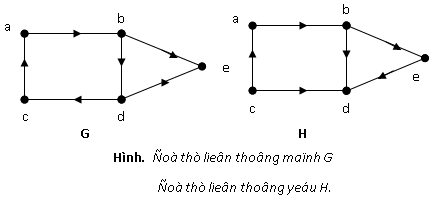 a b e c d
G
a b e c d
H
Hình. Ñoà thò lieân thoâng maïnh G
Ñoà thò lieân thoâng yeáu H.